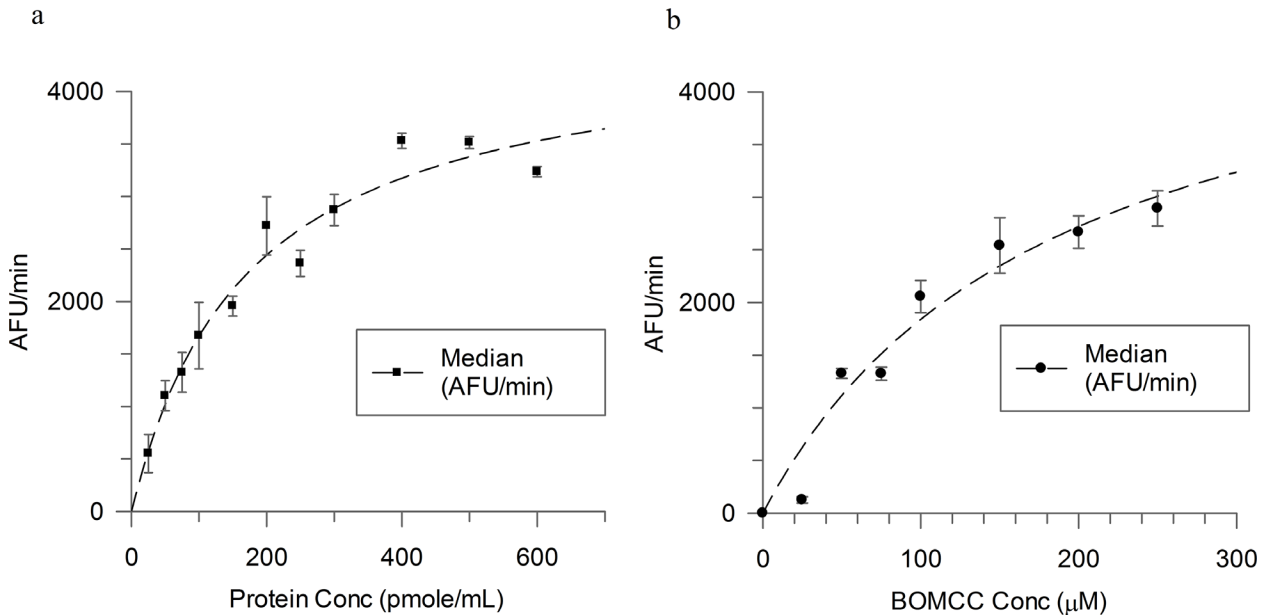 a
4000
2000
0
AFU/min
0
200
400
600
Protein Conc (pmole/mL)
Median
(AFU/min)
b
4000
2000
0
AFU/min
0
100
200
300
BOMCC Conc (μM)
Median
(AFU/min)